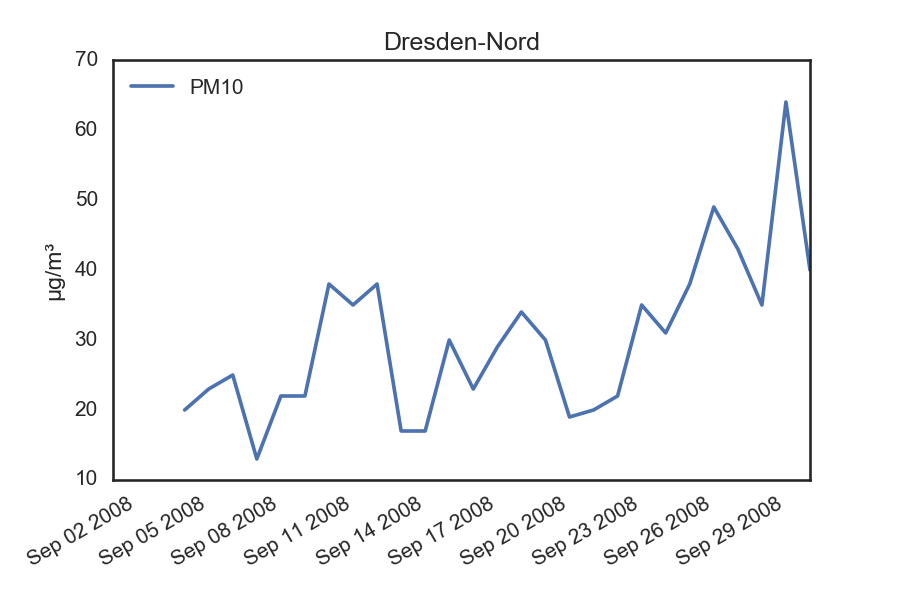 Dresden-Nord
70
PM10
60
50
µg/m³
40
30
20
10
Sep 02 2008
Sep 05 2008
Sep 08 2008
Sep 11 2008
Sep 14 2008
Sep 17 2008
Sep 20 2008
Sep 23 2008
Sep 26 2008
Sep 29 2008